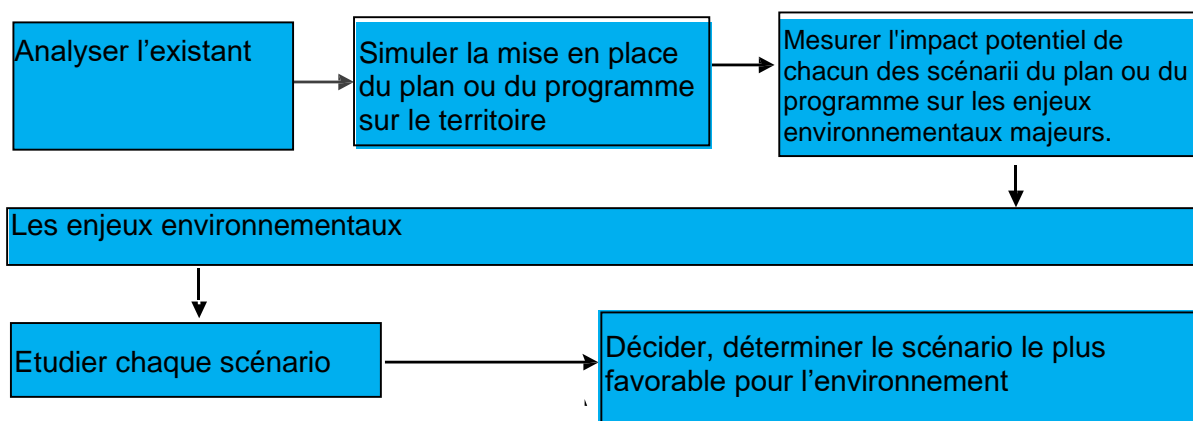 Analyser l’existant
Simuler la mise en place
du plan ou du programme
sur le territoire
Mesurer l'impact potentiel de
chacun des scénarii du plan ou du
programme sur les enjeux
environnementaux majeurs.
Les enjeux environnementaux
Etudier chaque scénario
Décider, déterminer le scénario le plus
favorable pour l’environnement